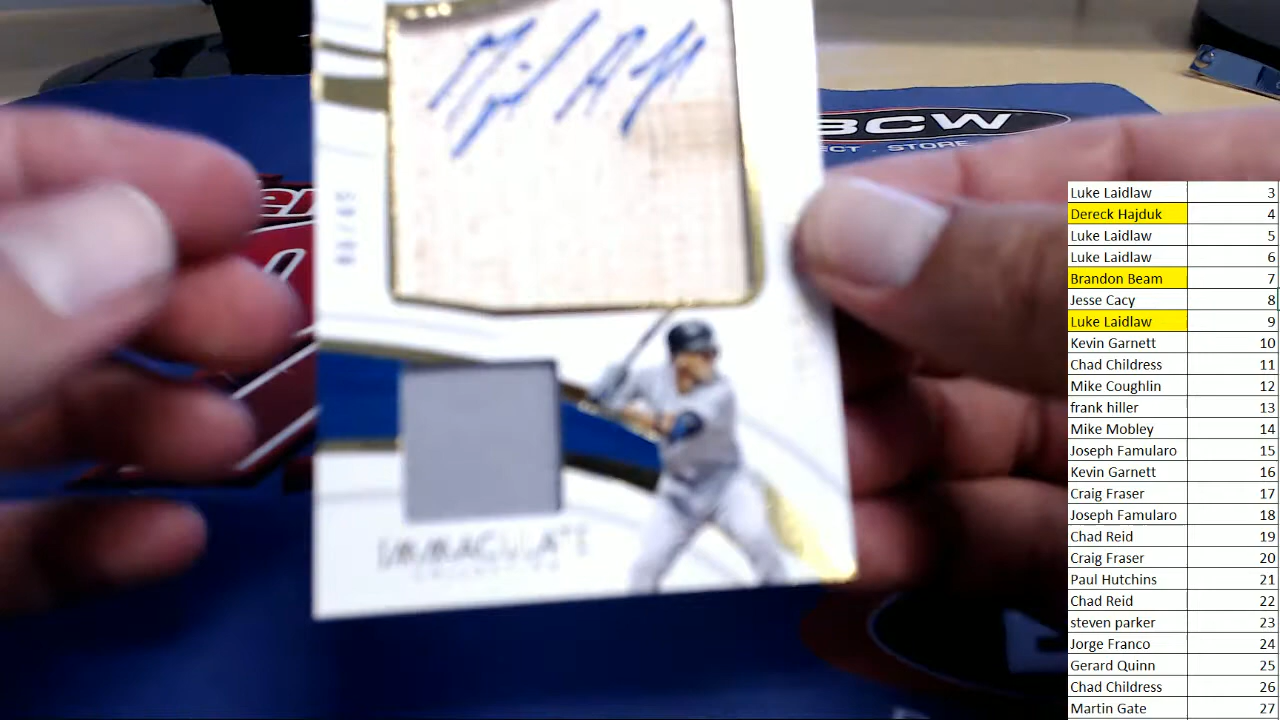 BCW
ECT . STORE
IMMACULATE
Luke Laidlaw 3
Dereck Hajduk 4
Luke Laidlaw 5
Luke Laidlaw 6
Brandon Beam 7
Jesse Cacy 8
Luke Laidlaw 9
Kevin Garnett 10
Chad Childress 11
Mike Coughlin 12
frank hiller 13
Mike Mobley 14
Joseph Famularo 15
Kevin Garnett 16
Craig Fraser 17
Joseph Famularo 18
Chad Reid 19
Craig Fraser 20
Paul Hutchins 21
Chad Reid 22
steven parker 23
Jorge Franco 24
Gerard Quinn 25
Chad Childress 26
Martin Gate 27